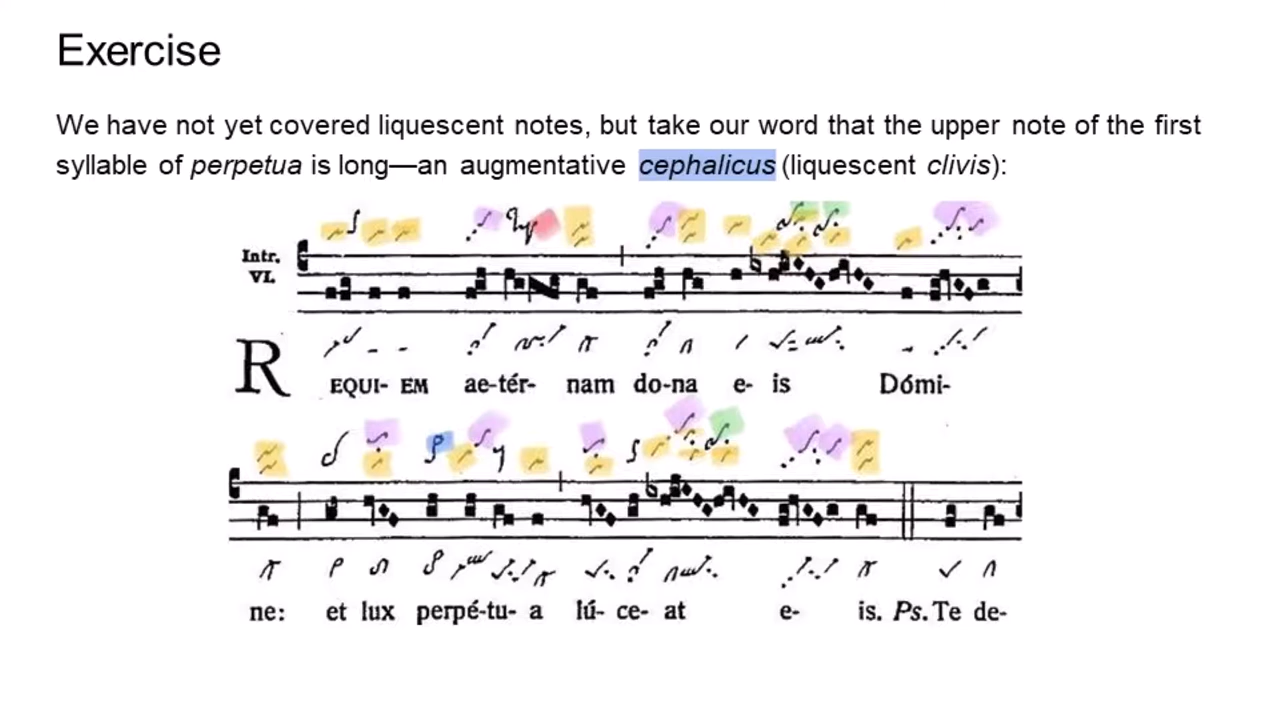 Exercise
We have not yet covered liquescent notes, but take our word that the upper note of the first
syllable of perpetua is long—an augmentative cephalicus (liquescent clivis):
Intr.
VI.
R EQUI- EM ae-tér- nam do-na e- is Dómi-
ne: et lux perpé-tu- a lú- ce- at e- is. Ps. Te de-